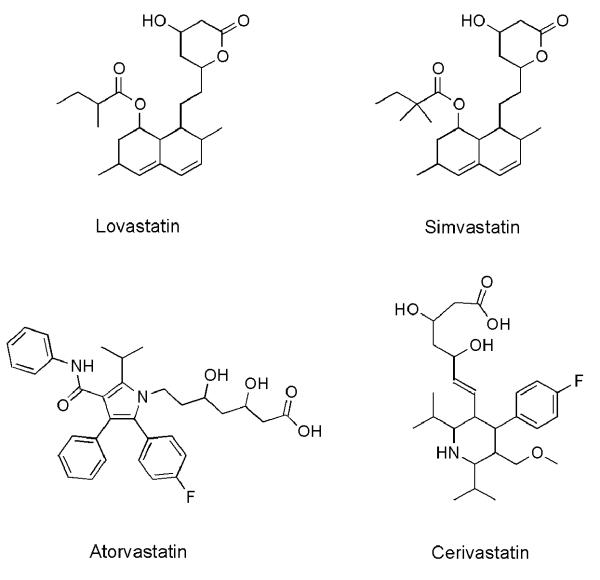 HO
O
O
O
O
Lovastatin
HO
O
O
O
O
Simvastatin
NH
O
N
OH
OH
O
OH
F
Atorvastatin
O
HO
OH
OH
F
HN
O
Cerivastatin